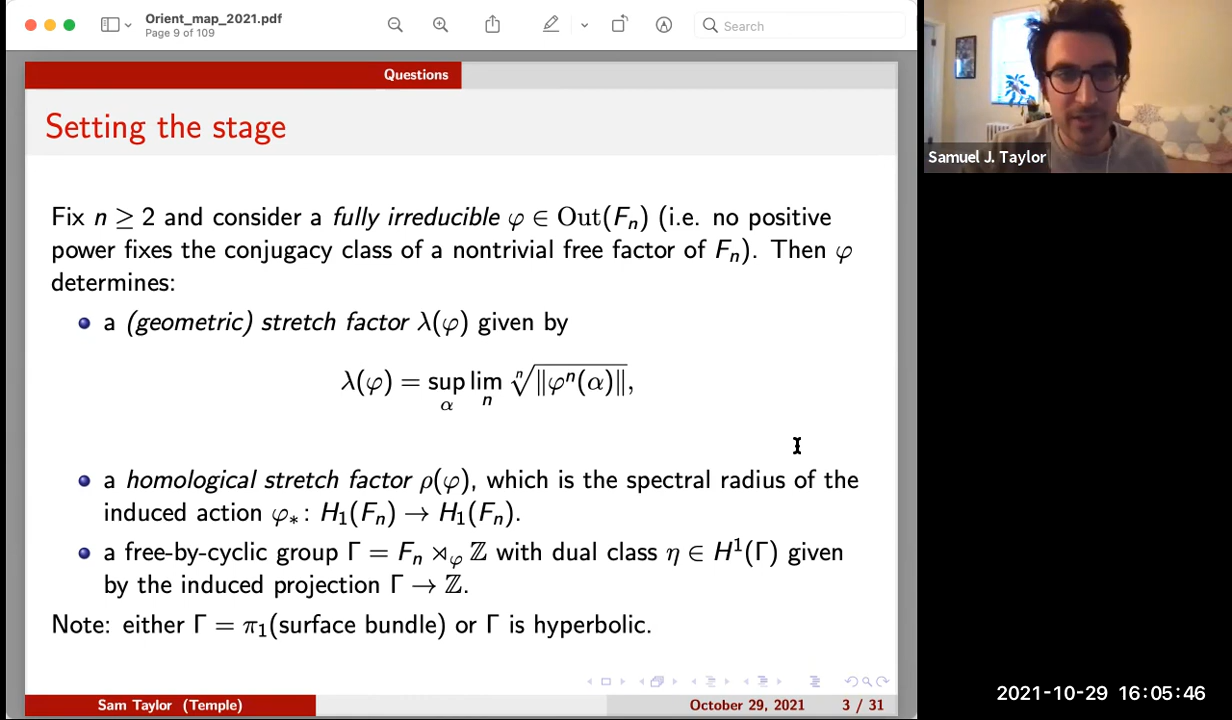 Orient_map_2021.pdf
Page 9 of 109
Search
Questions
Setting the stage
Fix n ≥ 2 and consider a fully irreducible φ ∈ Out(Fₙ) (i.e. no positive
power fixes the conjugacy class of a nontrivial free factor of Fₙ). Then φ
determines:
a (geometric) stretch factor λ(φ) given by
λ(φ) = sup_α lim_n ⁿ√‖φⁿ(α)‖,
a homological stretch factor ρ(φ), which is the spectral radius of the
induced action φ∗ : H₁(Fₙ) → H₁(Fₙ).
a free-by-cyclic group Γ = Fₙ ⋊_φ ℤ with dual class η ∈ H¹(Γ) given
by the induced projection Γ → ℤ.
Note: either Γ = π₁(surface bundle) or Γ is hyperbolic.
Sam Taylor (Temple)
October 29, 2021
3 / 31
Samuel J. Taylor
2021-10-29 16:05:46